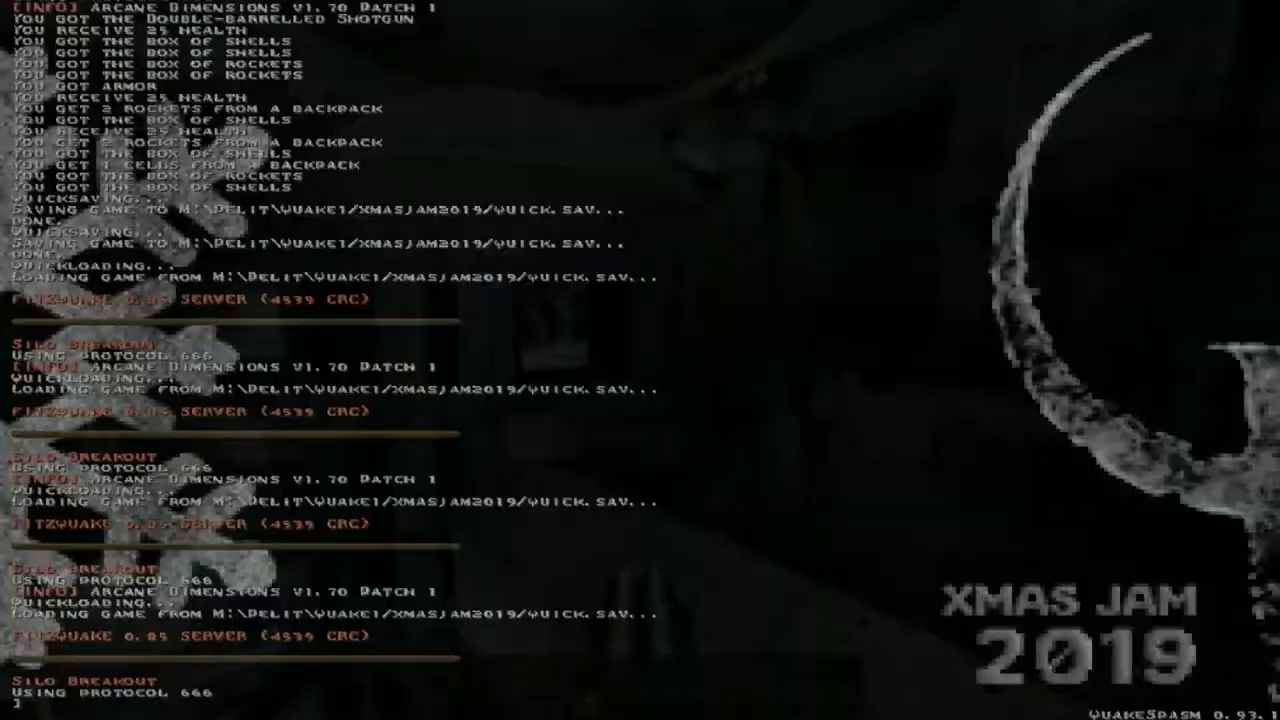 [INFO] ARCANE DIMENSIONS V1.70 PATCH 1
YOU GOT THE DOUBLE-BARRELLED SHOTGUN
YOU RECEIVE 25 HEALTH
YOU GOT THE BOX OF SHELLS
YOU GOT THE BOX OF SHELLS
YOU GOT THE BOX OF ROCKETS
YOU GOT THE BOX OF ROCKETS
YOU GOT ARMOR
YOU RECEIVE 25 HEALTH
YOU GET 2 ROCKETS FROM A BACKPACK
YOU GOT THE BOX OF SHELLS
YOU RECEIVE 25 HEALTH
YOU GET 2 ROCKETS FROM A BACKPACK
YOU GOT THE BOX OF SHELLS
YOU GET 1 CELLS FROM A BACKPACK
YOU GOT THE BOX OF ROCKETS
YOU GOT THE BOX OF SHELLS
QUICKSAVING...
SAVING GAME TO M:\PELIT\QUAKE1/XMASJAM2019/QUICK.SAV...
DONE.
QUICKSAVING...
SAVING GAME TO M:\PELIT\QUAKE1/XMASJAM2019/QUICK.SAV...
DONE.
QUICKLOADING...
LOADING GAME FROM M:\PELIT\QUAKE1/XMASJAM2019/QUICK.SAV...
FITZQUAKE 0.85 SERVER (4539 CRC)
SILO BREAKOUT
USING PROTOCOL 666
[INFO] ARCANE DIMENSIONS V1.70 PATCH 1
QUICKLOADING...
LOADING GAME FROM M:\PELIT\QUAKE1/XMASJAM2019/QUICK.SAV...
FITZQUAKE 0.85 SERVER (4539 CRC)
SILO BREAKOUT
USING PROTOCOL 666
[INFO] ARCANE DIMENSIONS V1.70 PATCH 1
QUICKLOADING...
LOADING GAME FROM M:\PELIT\QUAKE1/XMASJAM2019/QUICK.SAV...
FITZQUAKE 0.85 SERVER (4539 CRC)
SILO BREAKOUT
USING PROTOCOL 666
[INFO] ARCANE DIMENSIONS V1.70 PATCH 1
QUICKLOADING...
LOADING GAME FROM M:\PELIT\QUAKE1/XMASJAM2019/QUICK.SAV...
FITZQUAKE 0.85 SERVER (4539 CRC)
SILO BREAKOUT
USING PROTOCOL 666
]
XMAS JAM
2019
QUAKESPASM 0.93.1